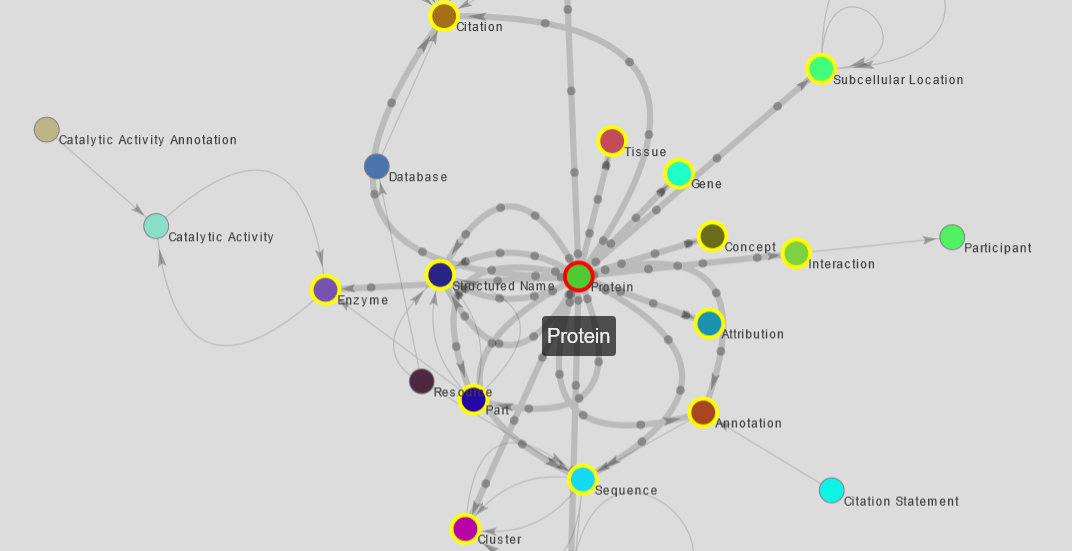 Citation
Subcellular Location
Catalytic Activity Annotation
Tissue
Database
Gene
Catalytic Activity
Concept
Participant
Interaction
Structured Name
Protein
Enzyme
Attribution
Protein
Resource
Part
Annotation
Sequence
Citation Statement
Cluster